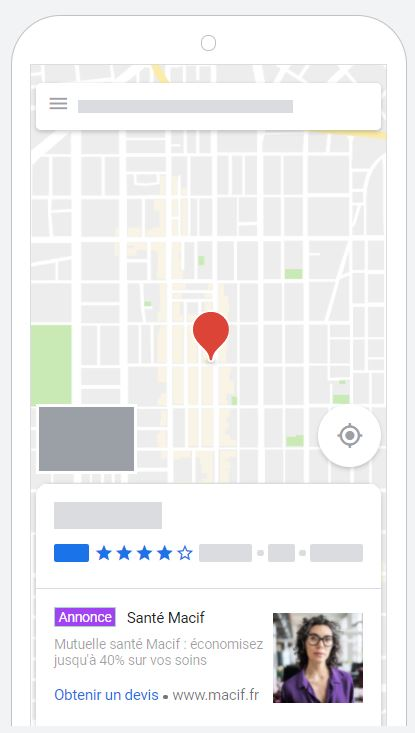 Annonce Santé Macif
Mutuelle santé Macif : économisez
jusqu'à 40% sur vos soins
Obtenir un devis • www.macif.fr